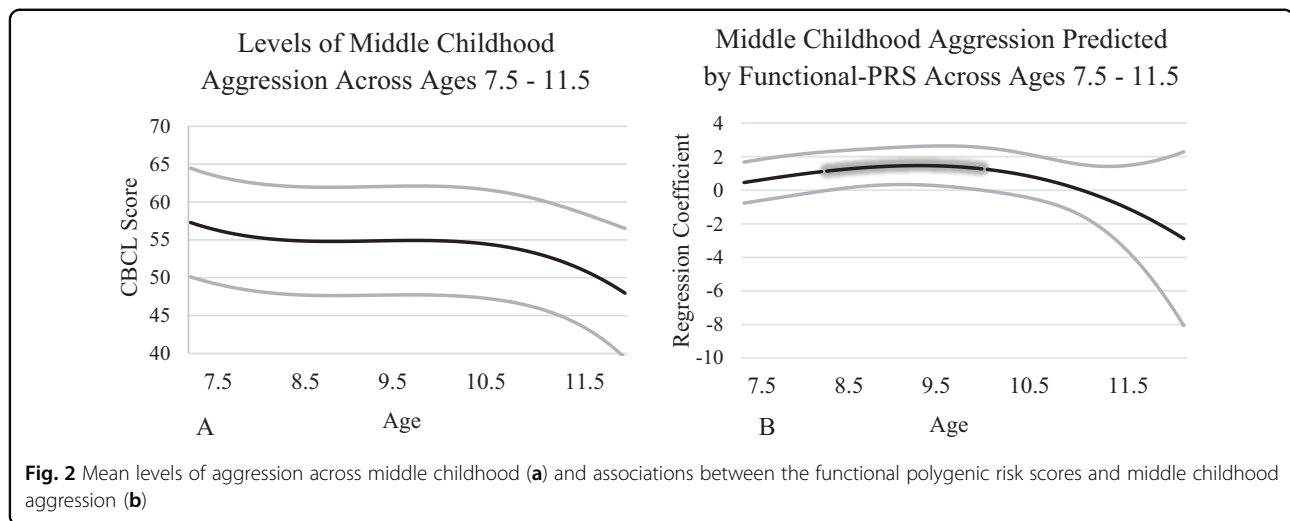 Levels of Middle Childhood
Aggression Across Ages 7.5 - 11.5
CBCL Score
70
65
60
55
50
45
40
7.5 8.5 9.5 10.5 11.5
Age
A
Middle Childhood Aggression Predicted
by Functional-PRS Across Ages 7.5 - 11.5
Regression Coefficient
4
2
0
-2
-4
-6
-8
-10
7.5 8.5 9.5 10.5 11.5
Age
B
Fig. 2 Mean levels of aggression across middle childhood (a) and associations between the functional polygenic risk scores and middle childhood
aggression (b)